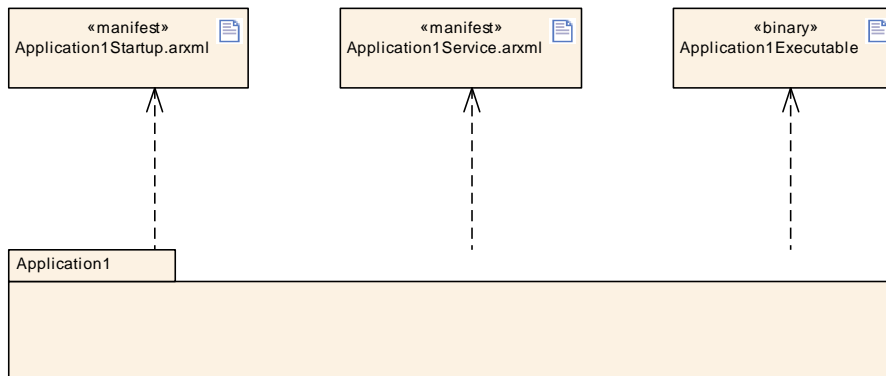 «manifest»
Application1Startup.arxml
«manifest»
Application1Service.arxml
«binary»
Application1Executable
Application1